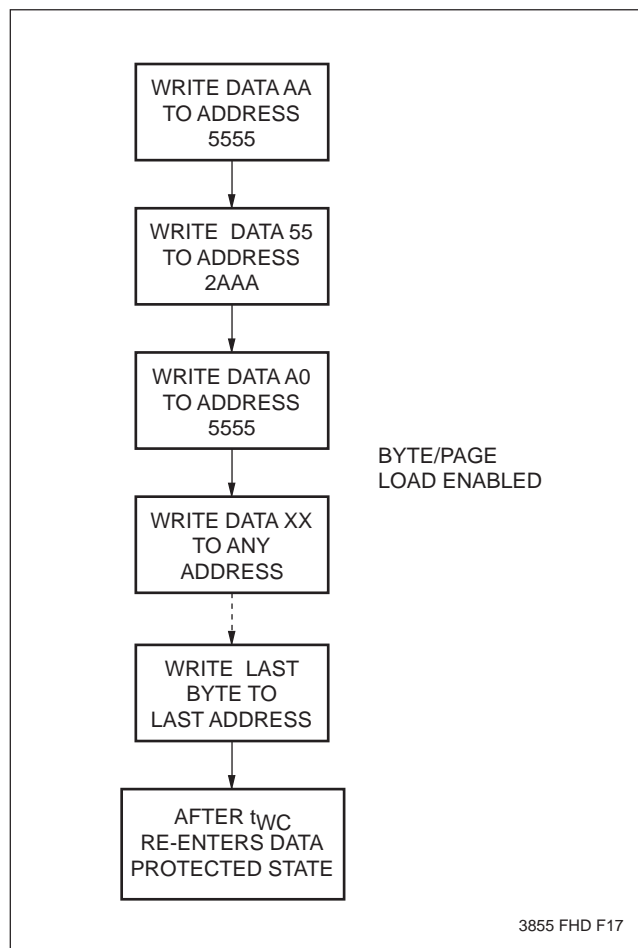 WRITE DATA AA
TO ADDRESS
5555
WRITE DATA 55
TO ADDRESS
2AAA
WRITE DATA A0
TO ADDRESS
5555
BYTE/PAGE
LOAD ENABLED
WRITE DATA XX
TO ANY
ADDRESS
WRITE LAST
BYTE TO
LAST ADDRESS
AFTER tWC
RE-ENTERS DATA
PROTECTED STATE
3855 FHD F17